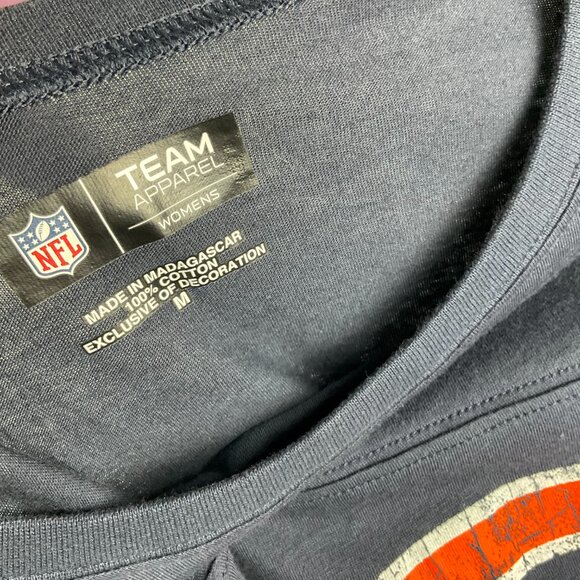 NFL
TEAM
APPAREL
WOMENS
MADE IN MADAGASCAR
100% COTTON
EXCLUSIVE OF DECORATION
M